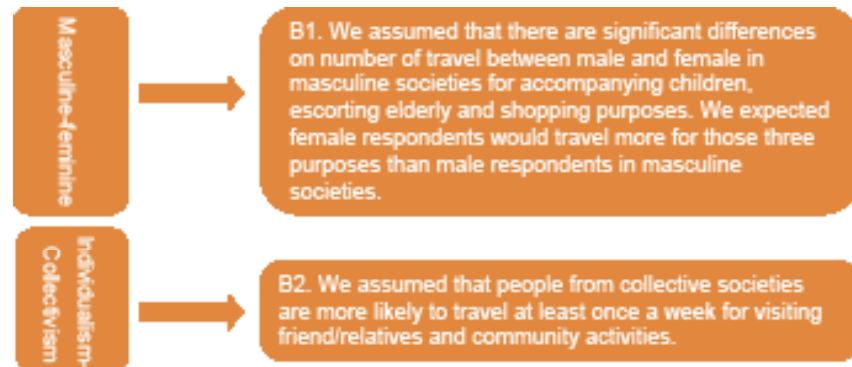 Masculine-feminine
B1. We assumed that there are significant differences
on number of travel between male and female in
masculine societies for accompanying children,
escorting elderly and shopping purposes. We expected
female respondents would travel more for those three
purposes than male respondents in masculine
societies.
Individualism-
Collectivism
B2. We assumed that people from collective societies
are more likely to travel at least once a week for visiting
friend/relatives and community activities.